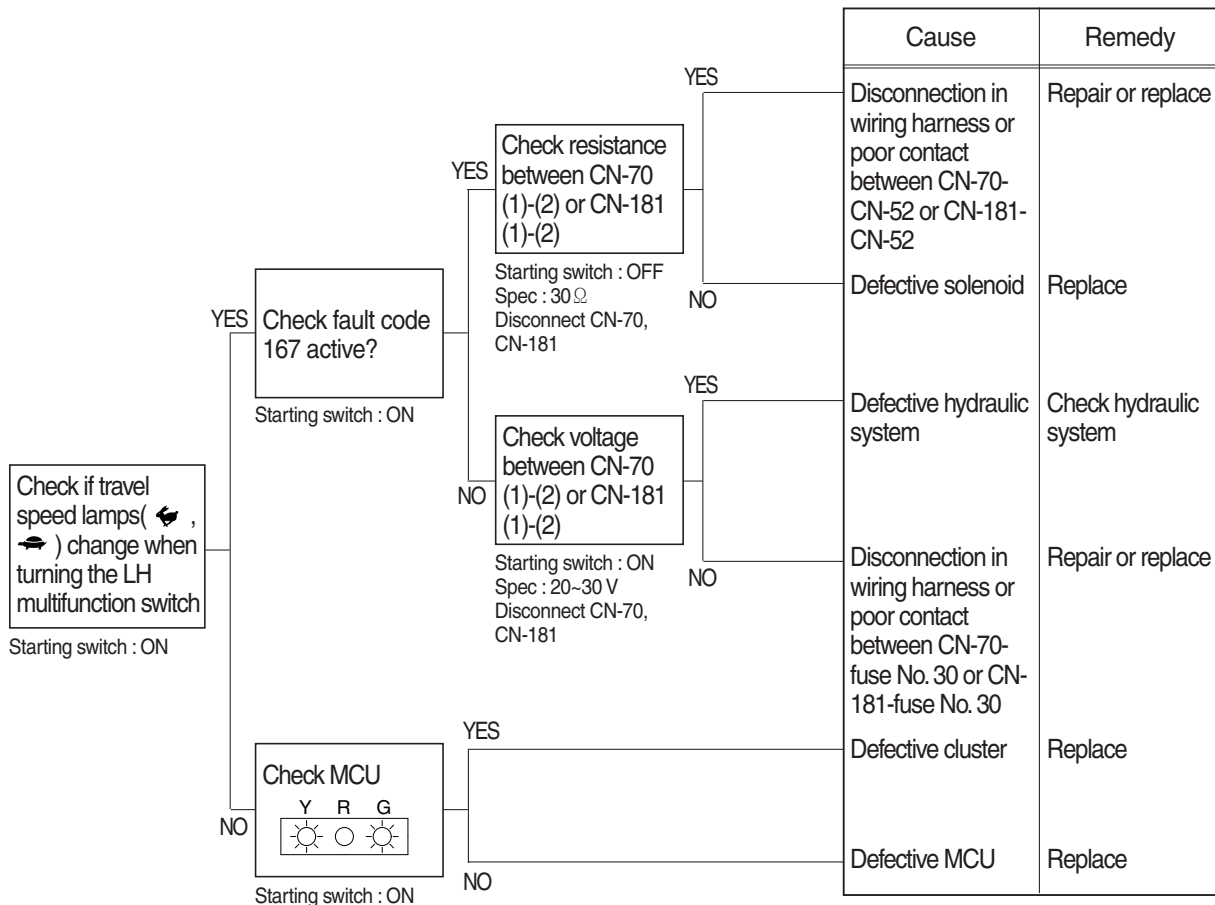 Cause
Remedy
YES
Disconnection in
wiring harness or
poor contact
between CN-70-
CN-52 or CN-181-
CN-52
Repair or replace
YES
Check resistance
between CN-70
(1)-(2) or CN-181
(1)-(2)
Starting switch : OFF
Spec : 30Ω
Disconnect CN-70,
CN-181
NO
Defective solenoid
Replace
YES
Check fault code
167 active?
Starting switch : ON
YES
Defective hydraulic
system
Check hydraulic
system
NO
Check voltage
between CN-70
(1)-(2) or CN-181
(1)-(2)
Starting switch : ON
Spec : 20~30 V
Disconnect CN-70,
CN-181
NO
Disconnection in
wiring harness or
poor contact
between CN-70-
fuse No. 30 or CN-
181-fuse No. 30
Repair or replace
Check if travel
speed lamps( ,
) change when
turning the LH
multifunction switch
Starting switch : ON
YES
Defective cluster
Replace
NO
Check MCU
Y R G
Starting switch : ON
NO
Defective MCU
Replace